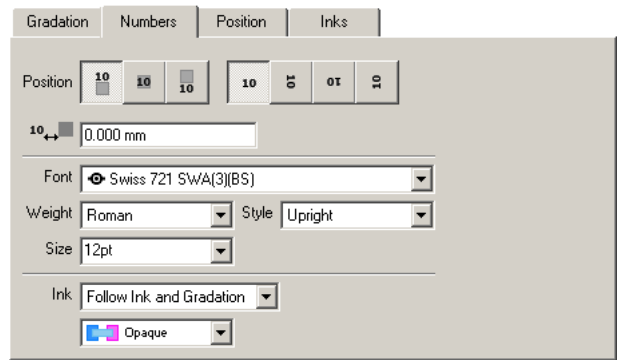 Gradation Numbers Position Inks
Position 10 10 10 10 10 10 10
10 0.000 mm
Font Swiss 721 SWA(3)(BS)
Weight Roman Style Upright
Size 12pt
Ink Follow Ink and Gradation
Opaque